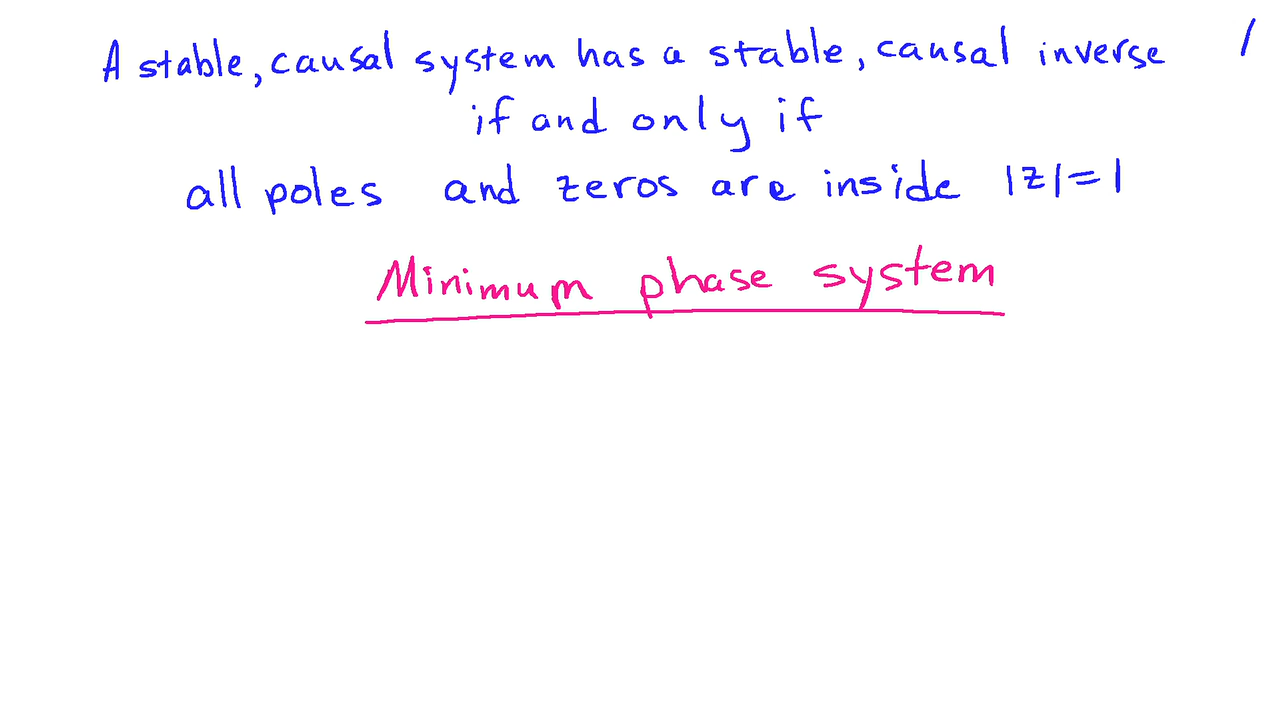 A stable, causal system has a stable, causal inverse
if and only if
all poles and zeros are inside |z|=1
Minimum phase system